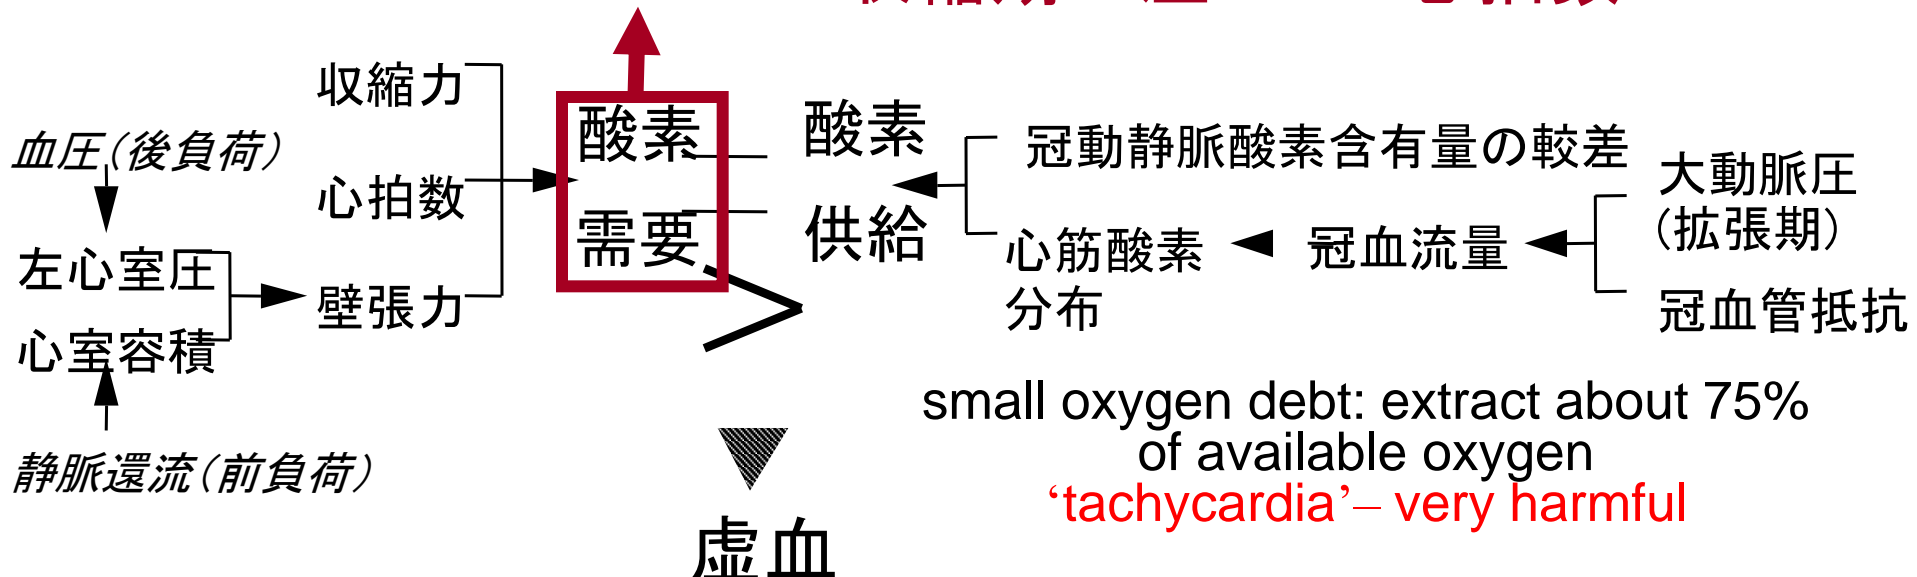 収縮力
心拍数
血圧(後負荷)
左心室圧
心室容積
静脈還流(前負荷)
壁張力
酸素
需要
酸素
供給
冠動静脈酸素含有量の較差
心筋酸素
分布
冠血流量
大動脈圧
(拡張期)
冠血管抵抗
small oxygen debt: extract about 75%
of available oxygen
‘tachycardia’– very harmful
虚血